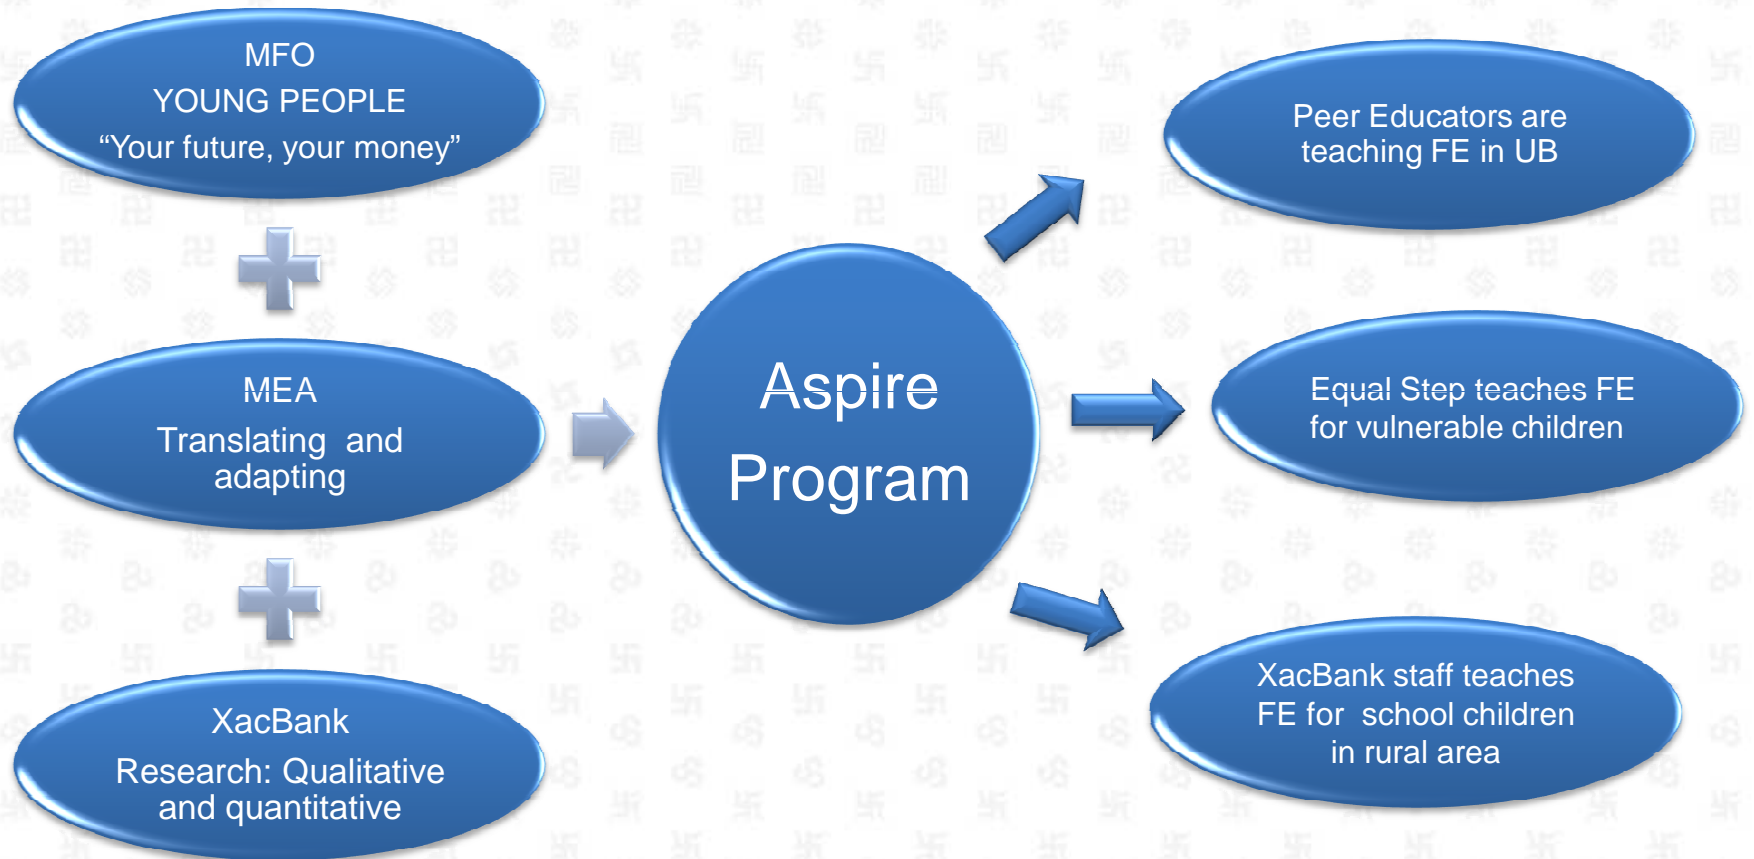 MFO
YOUNG PEOPLE
“Your future, your money”
MEA
Translating and
adapting
XacBank
Research: Qualitative
and quantitative
Aspire
Program
Peer Educators are
teaching FE in UB
Equal Step teaches FE
for vulnerable children
XacBank staff teaches
FE for school children
in rural area